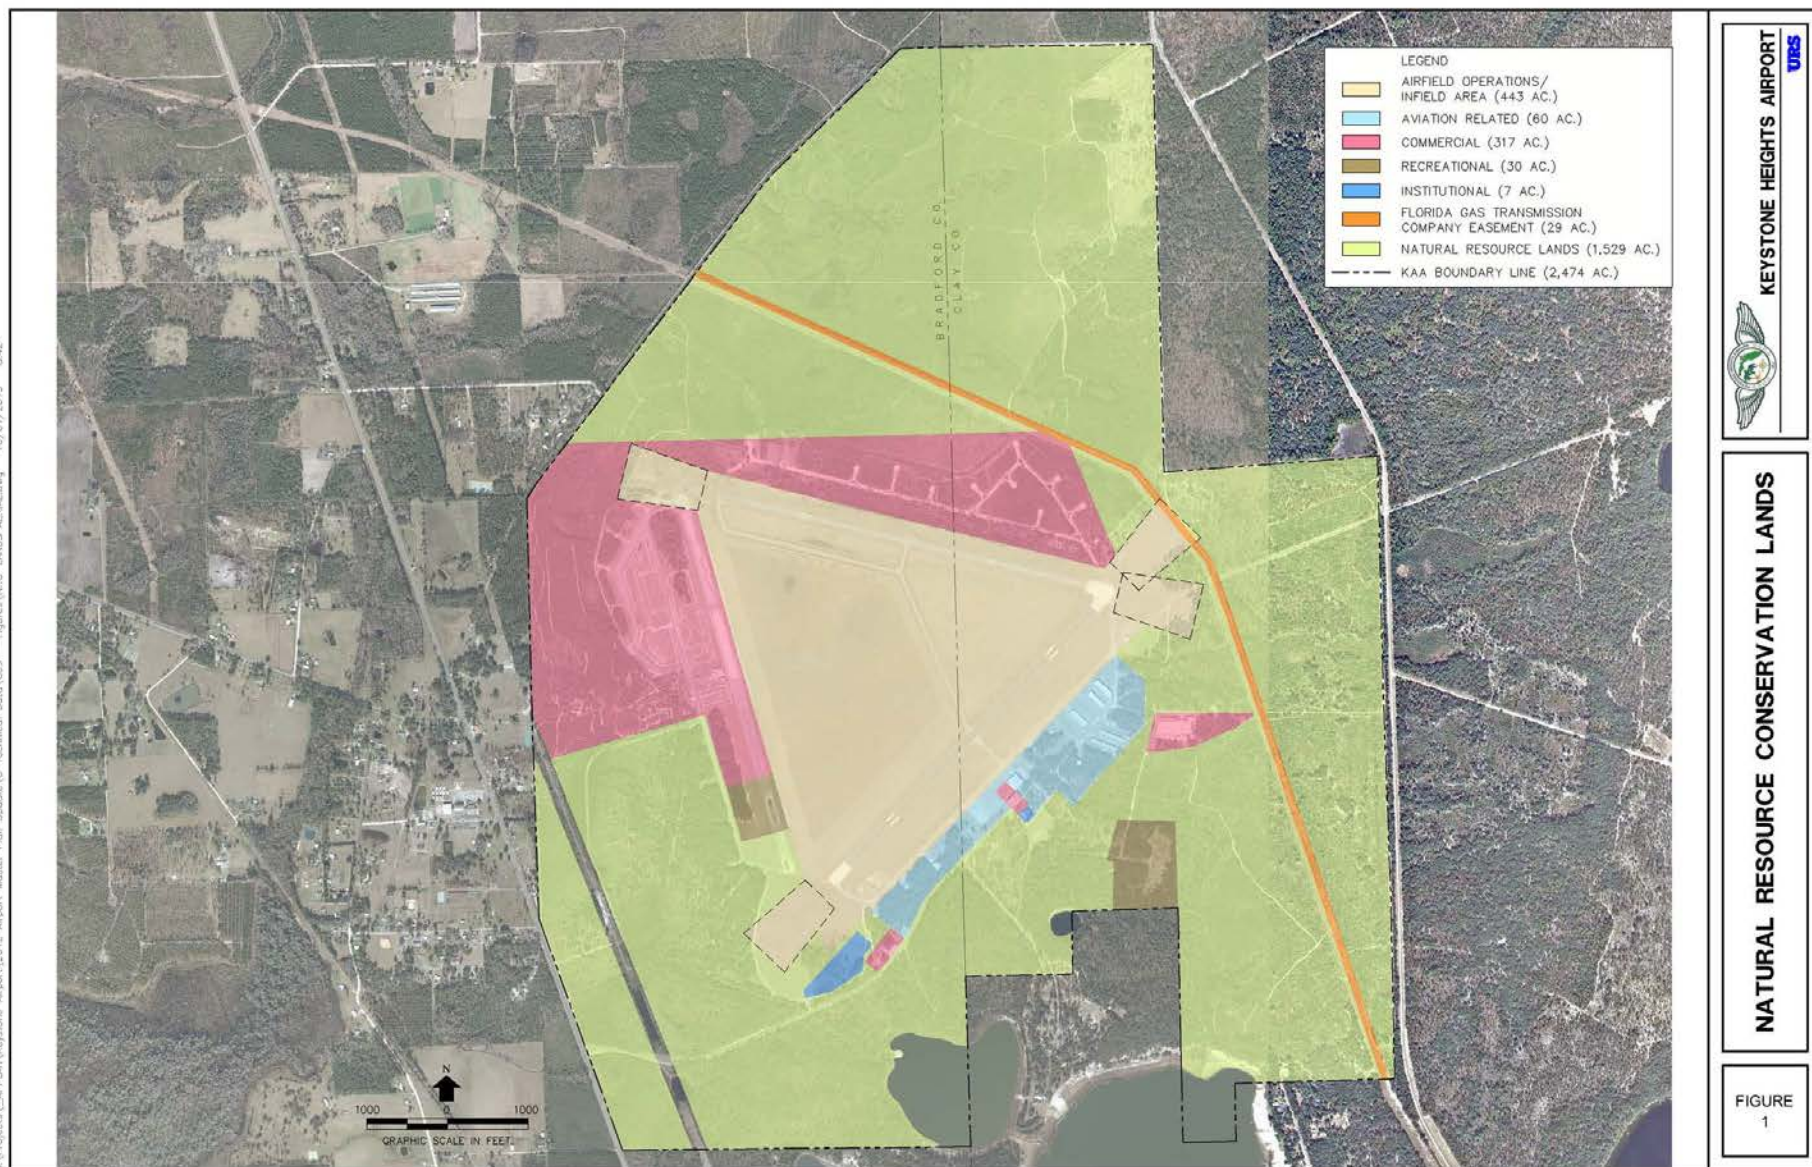 LEGEND
AIRFIELD OPERATIONS/
INFIELD AREA (443 AC.)
AVIATION RELATED (60 AC.)
COMMERCIAL (317 AC.)
RECREATIONAL (30 AC.)
INSTITUTIONAL (7 AC.)
FLORIDA GAS TRANSMISSION
COMPANY EASEMENT (29 AC.)
NATURAL RESOURCE LANDS (1,529 AC.)
KAA BOUNDARY LINE (2,474 AC.)
BRADFORD CO.
CLAY CO.
N
1000 0 1000
GRAPHIC SCALE IN FEET
URS
KEYSTONE HEIGHTS AIRPORT
NATURAL RESOURCE CONSERVATION LANDS
FIGURE
1